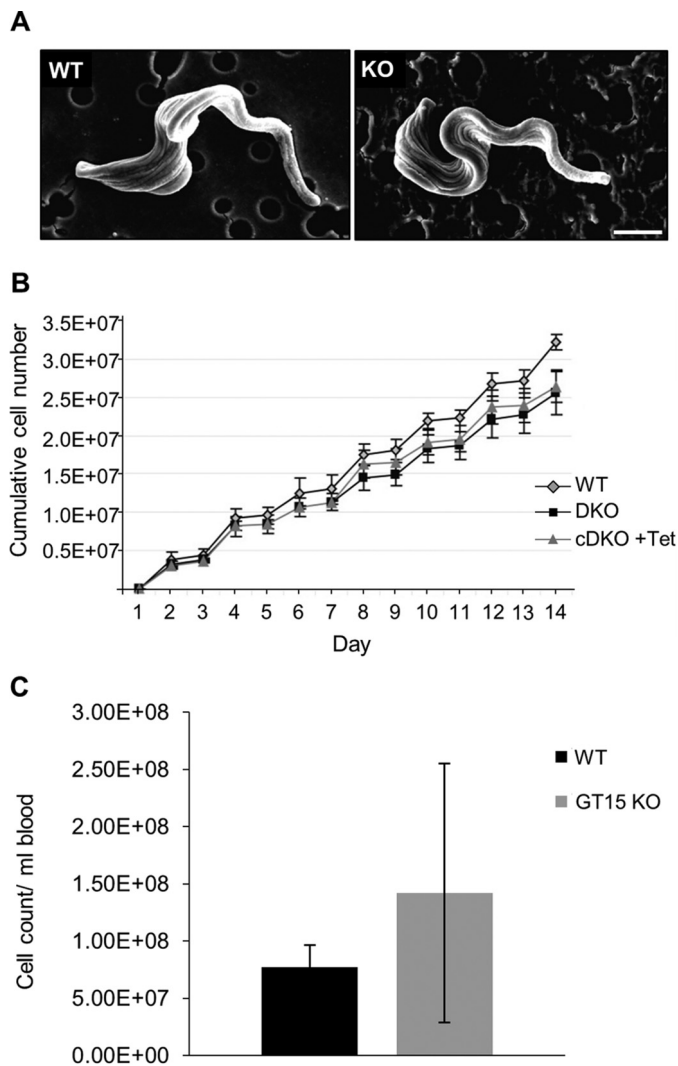 A
WT
KO
B
Cumulative cell number
3.5E+07
3.0E+07
2.5E+07
2.0E+07
1.5E+07
1.0E+07
0.5E+07
WT
DKO
cDKO +Tet
1 2 3 4 5 6 7 8 9 10 11 12 13 14
Day
C
Cell count/ ml blood
3.00E+08
2.50E+08
2.00E+08
1.50E+08
1.00E+08
5.00E+07
0.00E+00
WT
GT15 KO